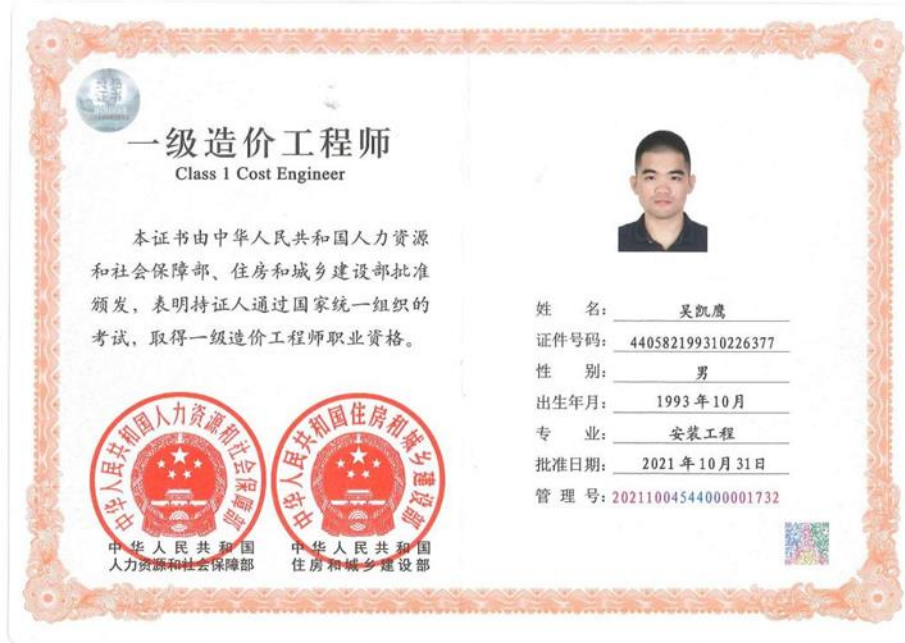 一级造价工程师
Class 1 Cost Engineer
本证书由中华人民共和国人力资源
和社会保障部、住房和城乡建设部批准
颁发，表明持证人通过国家统一组织的
考试，取得一级造价工程师职业资格。
中华人民共和国人力资源和社会保障部
中华人民共和国住房和城乡建设部
中华人民共和国
人力资源和社会保障部
中华人民共和国
住房和城乡建设部
姓 名：吴凯鹰
证件号码：440582199310226377
性 别：男
出生年月：1993年10月
专 业：安装工程
批准日期：2021年10月31日
管 理 号：20211004544000001732